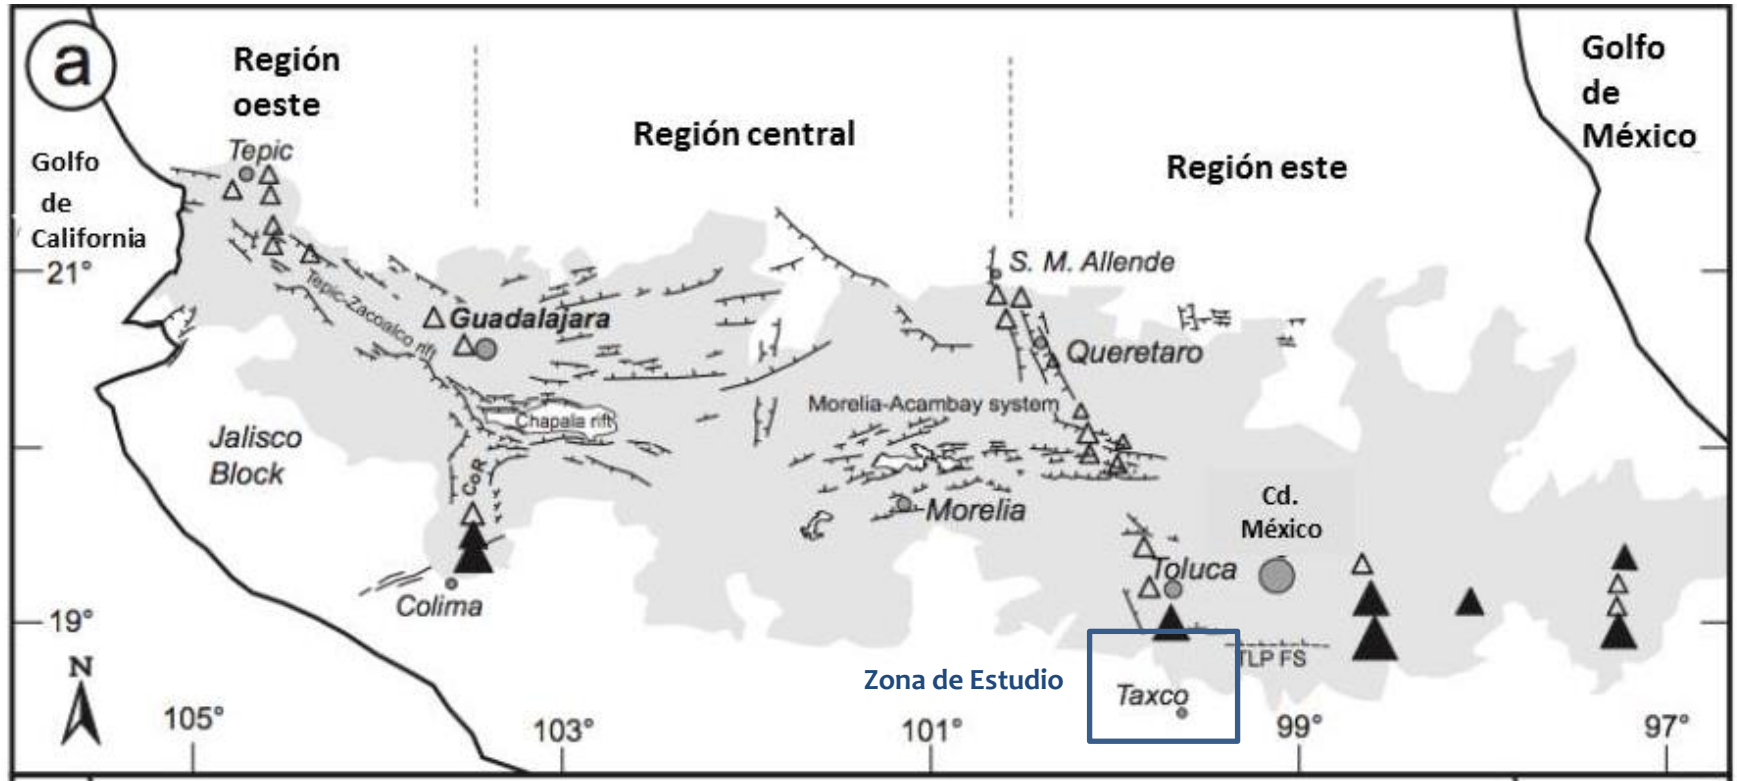 a
Región
oeste
Golfo
de
México
Región central
Tepic
Golfo
de
California
Región este
21°
S. M. Allende
Tepic-Zacoalco rift
Guadalajara
Queretaro
Morelia-Acambay system
Chapala rift
Jalisco
Block
CoR
Morelia
Cd.
México
Toluca
Colima
19°
TLP FS
N
Zona de Estudio
Taxco
105°
103°
101°
99°
97°